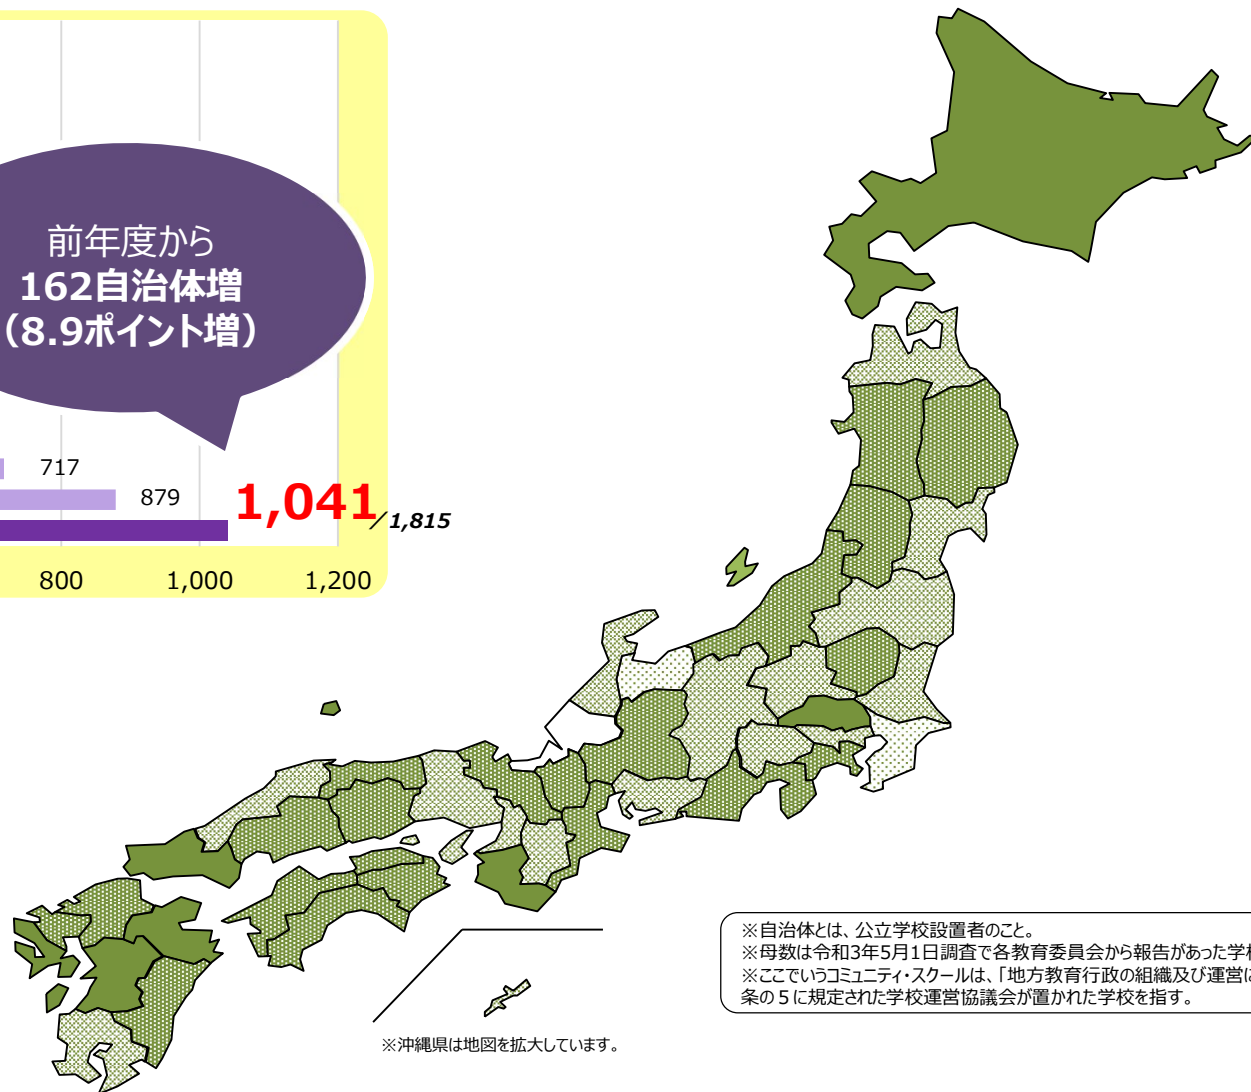 前年度から
162自治体増
（8.9ポイント増）
717
879
1,041
／1,815
800 1,000 1,200
※自治体とは、公立学校設置者のこと。
※母数は令和3年5月1日調査で各教育委員会から報告があった学校
※ここでいうコミュニティ・スクールは、「地方教育行政の組織及び運営に
条の５に規定された学校運営協議会が置かれた学校を指す。
※沖縄県は地図を拡大しています。